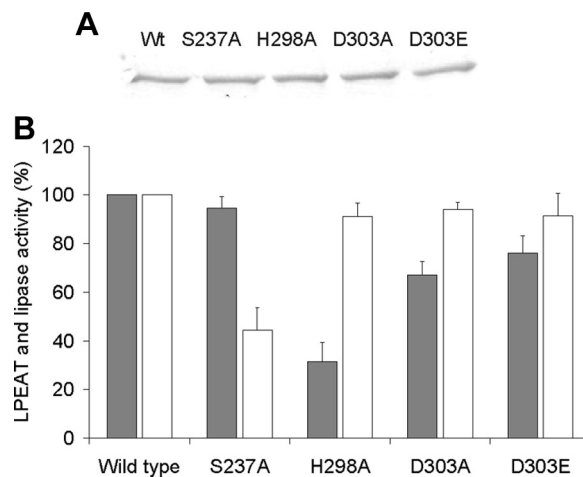 A
Wt S237A H298A D303A D303E
B
LPEAT and lipase activity (%)
120
100
80
60
40
20
0
Wild type S237A H298A D303A D303E